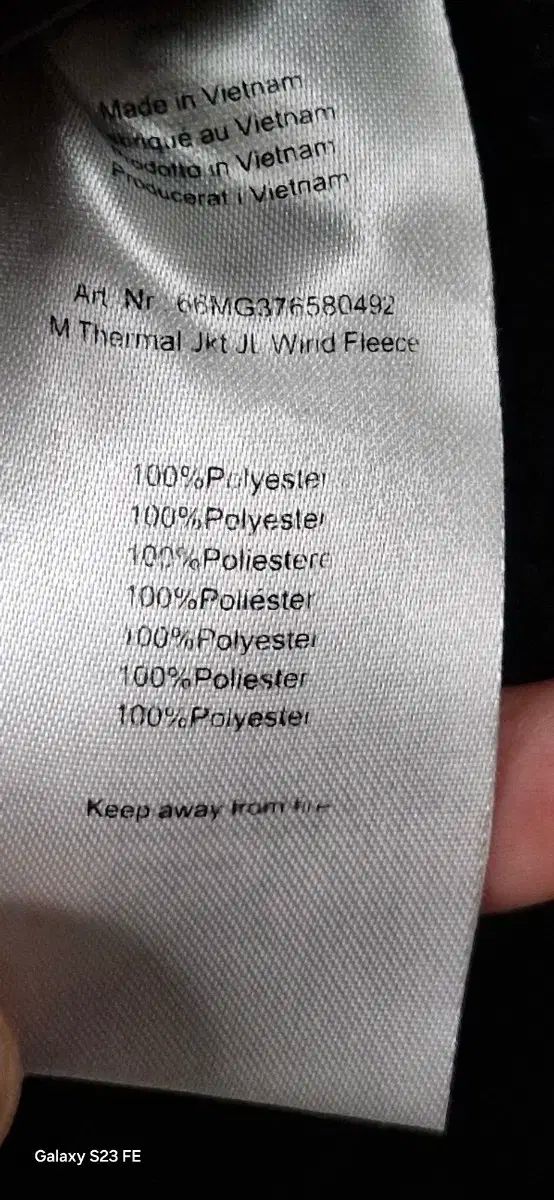 Made in Vietnam
Fabriqué au Vietnam
Prodotto in Vietnam
Producerat i Vietnam
Art. Nr. 66MG376580492
M Thermal Jkt JL Wind Fleece
100%Polyester
100%Polyester
100%Poliestere
100%Poliéster
100%Polyester
100%Poliester
100%Polyester
Keep away from fire
Galaxy S23 FE